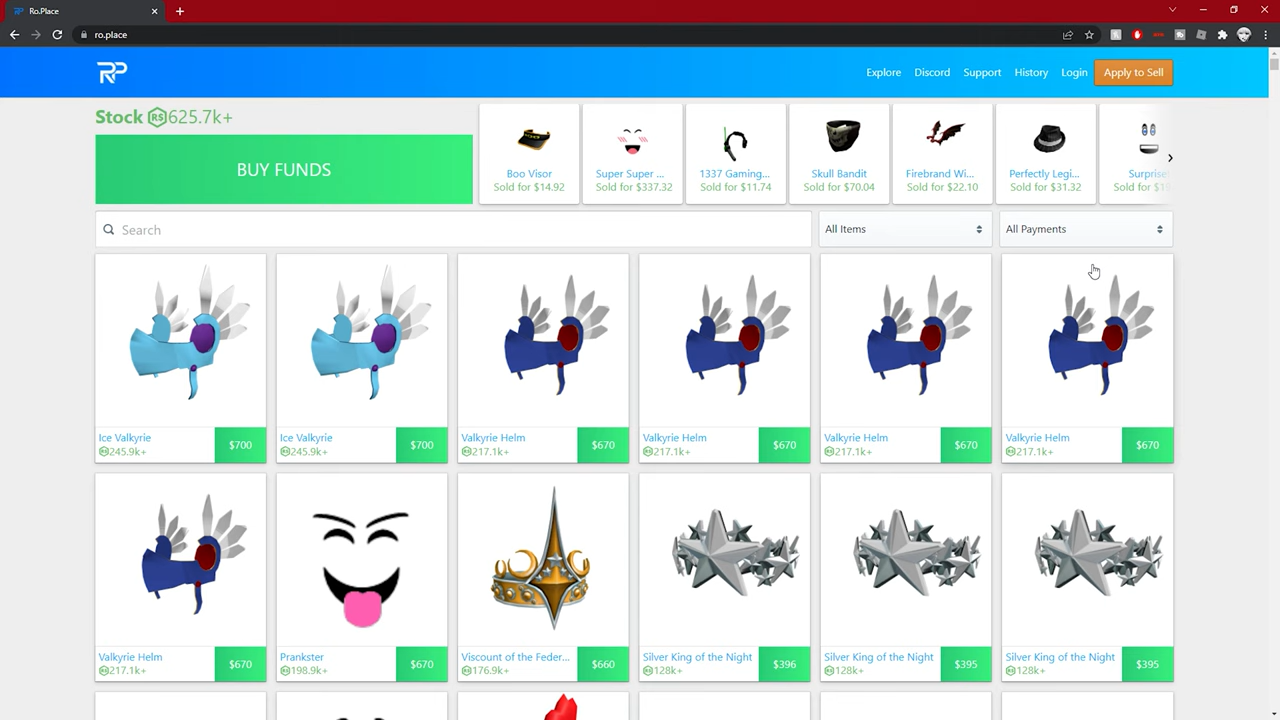 Ro.Place
ro.place
RP
Explore
Discord
Support
History
Login
Apply to Sell
Stock R$625.7k+
BUY FUNDS
Boo Visor
Sold for $14.92
Super Super ...
Sold for $337.32
1337 Gaming...
Sold for $11.74
Skull Bandit
Sold for $70.04
Firebrand Wi...
Sold for $22.10
Perfectly Legi...
Sold for $31.32
Surprise
Sold for
Search
All Items
All Payments
Ice Valkyrie
R$245.9k+
$700
Ice Valkyrie
R$245.9k+
$700
Valkyrie Helm
R$217.1k+
$670
Valkyrie Helm
R$217.1k+
$670
Valkyrie Helm
R$217.1k+
$670
Valkyrie Helm
R$217.1k+
$670
Valkyrie Helm
R$217.1k+
$670
Prankster
R$198.9k+
$670
Viscount of the Feder...
R$176.9k+
$660
Silver King of the Night
R$128k+
$396
Silver King of the Night
R$128k+
$395
Silver King of the Night
R$128k+
$395